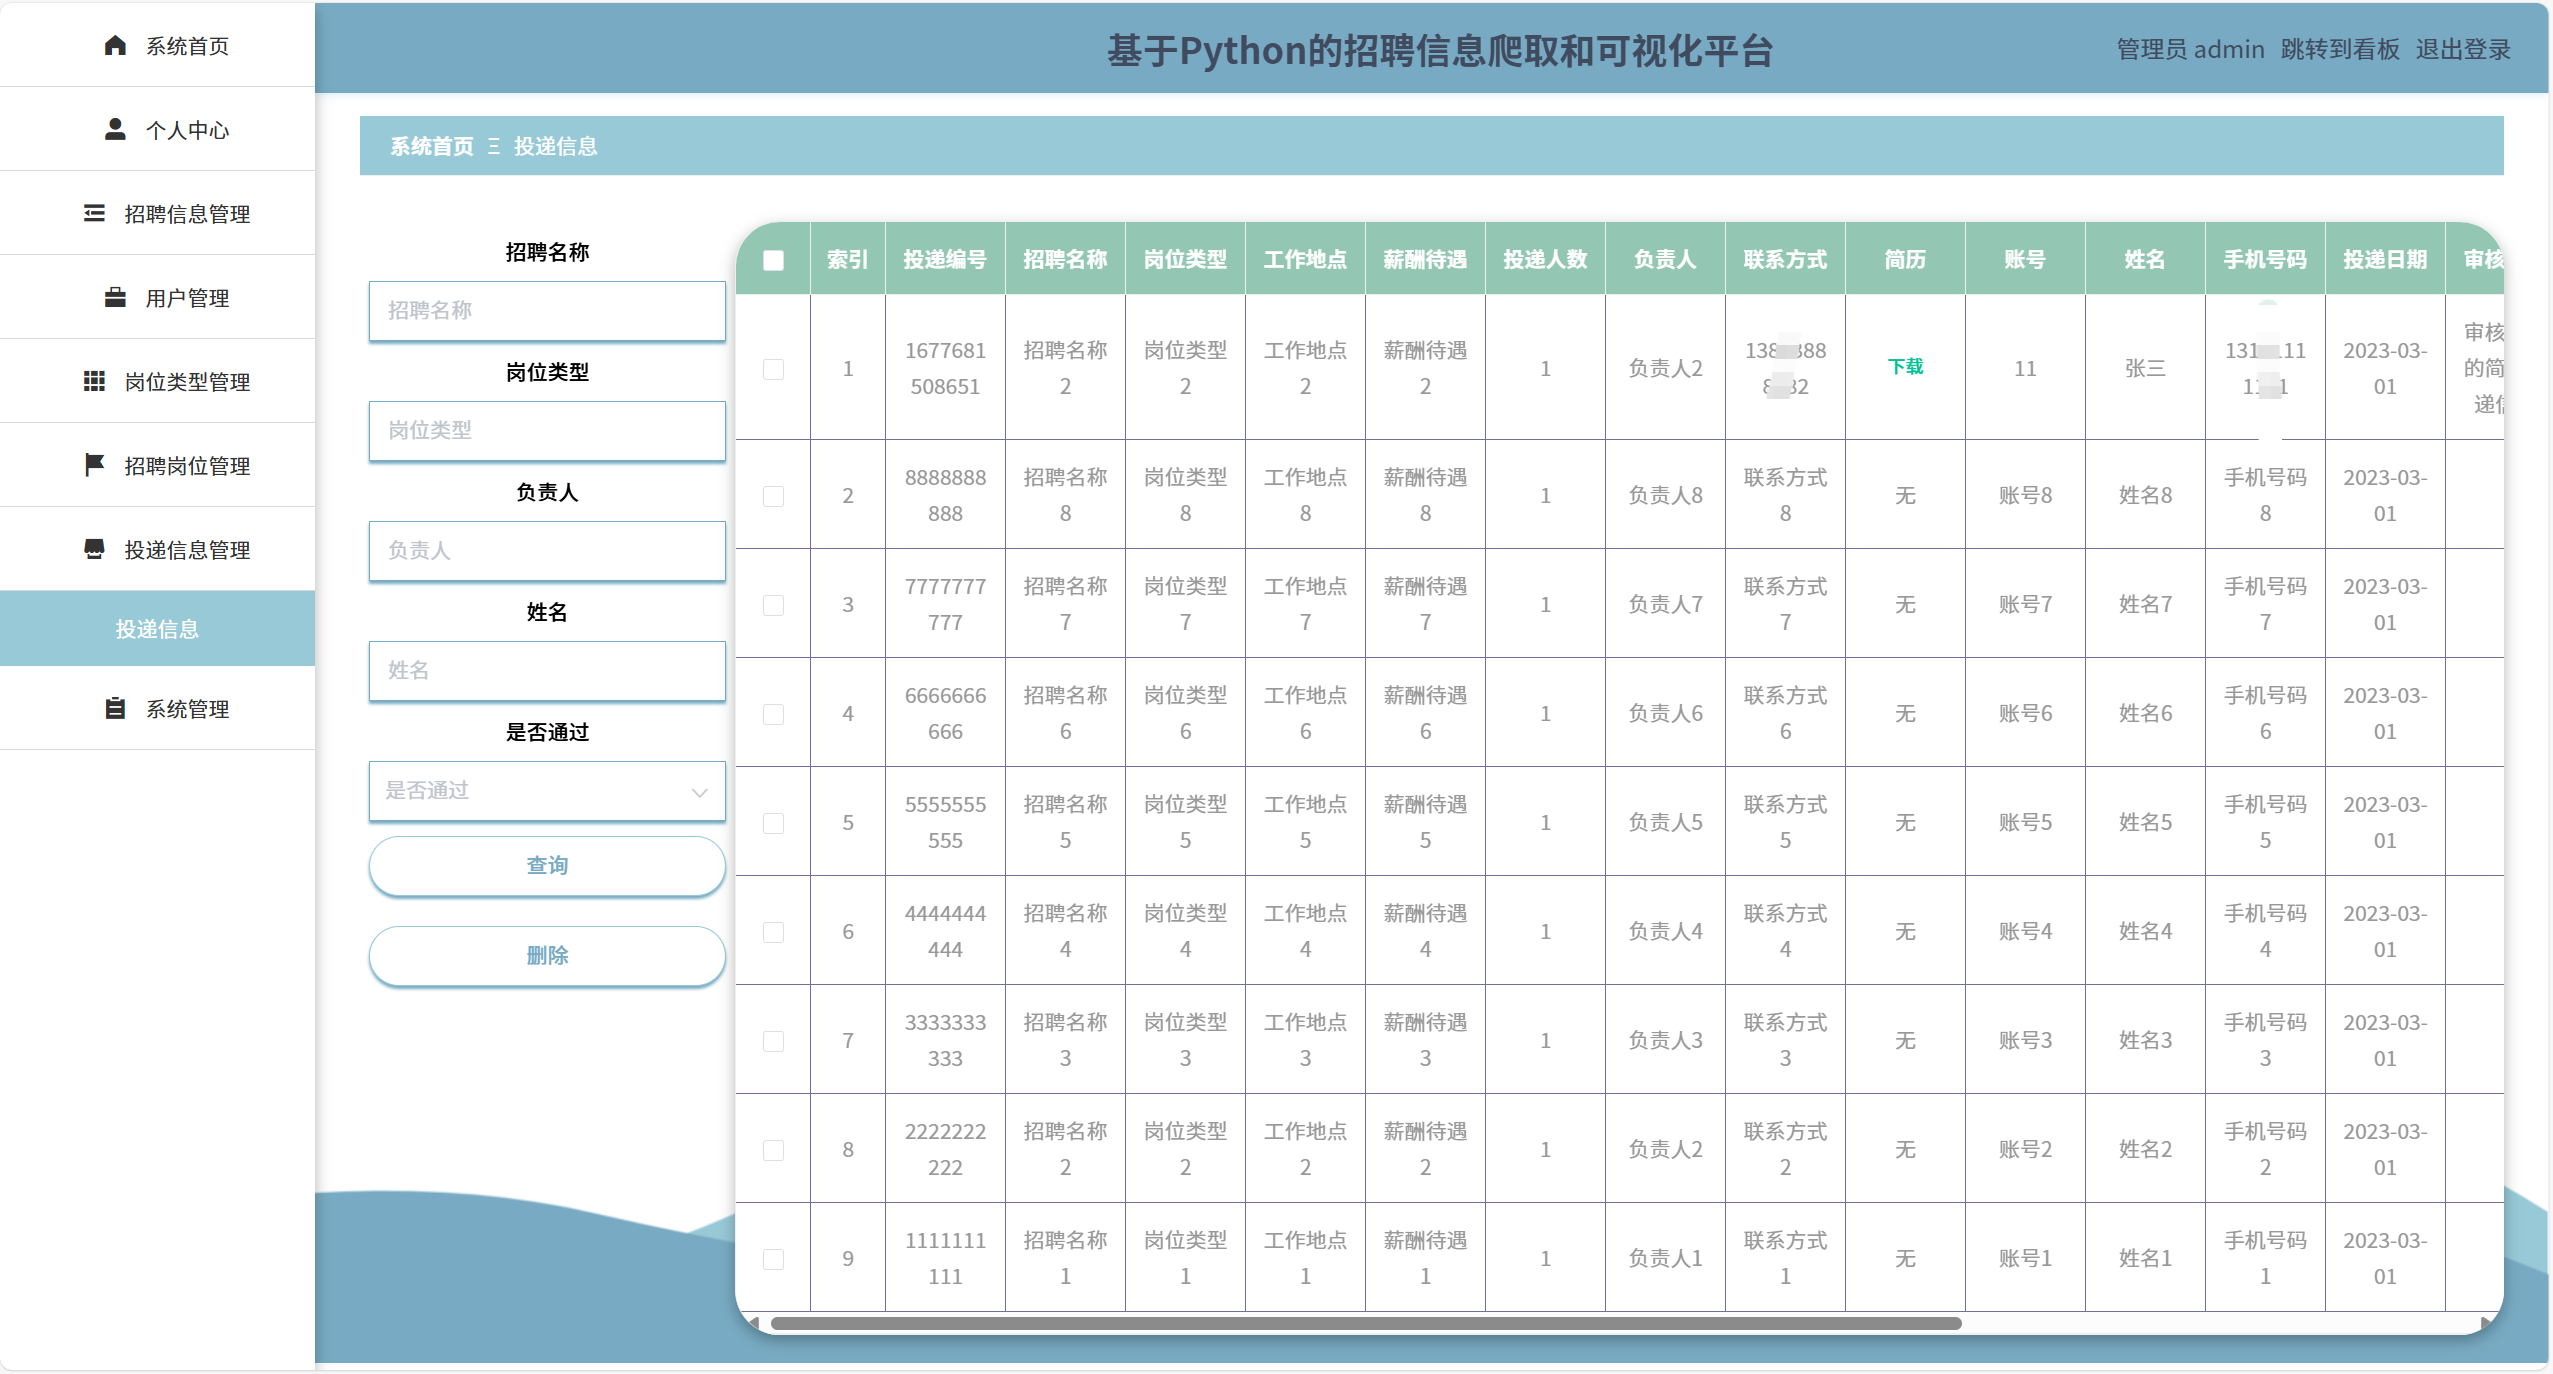 基于Python的招聘信息爬取和可视化平台
管理员 admin 跳转到看板 退出登录
系统首页
个人中心
招聘信息管理
用户管理
岗位类型管理
招聘岗位管理
投递信息管理
投递信息
系统管理
系统首页 Ξ 投递信息
招聘名称
招聘名称
岗位类型
岗位类型
负责人
负责人
姓名
姓名
是否通过
是否通过
查询
删除
索引 投递编号 招聘名称 岗位类型 工作地点 薪酬待遇 投递人数 负责人 联系方式 简历 账号 姓名 手机号码 投递日期 审核
1 1677681508651 招聘名称2 岗位类型2 工作地点2 薪酬待遇2 1 负责人2 下载 11 张三 2023-03-01 审核的简递信
2 8888888888 招聘名称8 岗位类型8 工作地点8 薪酬待遇8 1 负责人8 联系方式8 无 账号8 姓名8 手机号码8 2023-03-01
3 7777777777 招聘名称7 岗位类型7 工作地点7 薪酬待遇7 1 负责人7 联系方式7 无 账号7 姓名7 手机号码7 2023-03-01
4 6666666666 招聘名称6 岗位类型6 工作地点6 薪酬待遇6 1 负责人6 联系方式6 无 账号6 姓名6 手机号码6 2023-03-01
5 5555555555 招聘名称5 岗位类型5 工作地点5 薪酬待遇5 1 负责人5 联系方式5 无 账号5 姓名5 手机号码5 2023-03-01
6 4444444444 招聘名称4 岗位类型4 工作地点4 薪酬待遇4 1 负责人4 联系方式4 无 账号4 姓名4 手机号码4 2023-03-01
7 3333333333 招聘名称3 岗位类型3 工作地点3 薪酬待遇3 1 负责人3 联系方式3 无 账号3 姓名3 手机号码3 2023-03-01
8 2222222222 招聘名称2 岗位类型2 工作地点2 薪酬待遇2 1 负责人2 联系方式2 无 账号2 姓名2 手机号码2 2023-03-01
9 1111111111 招聘名称1 岗位类型1 工作地点1 薪酬待遇1 1 负责人1 联系方式1 无 账号1 姓名1 手机号码1 2023-03-01